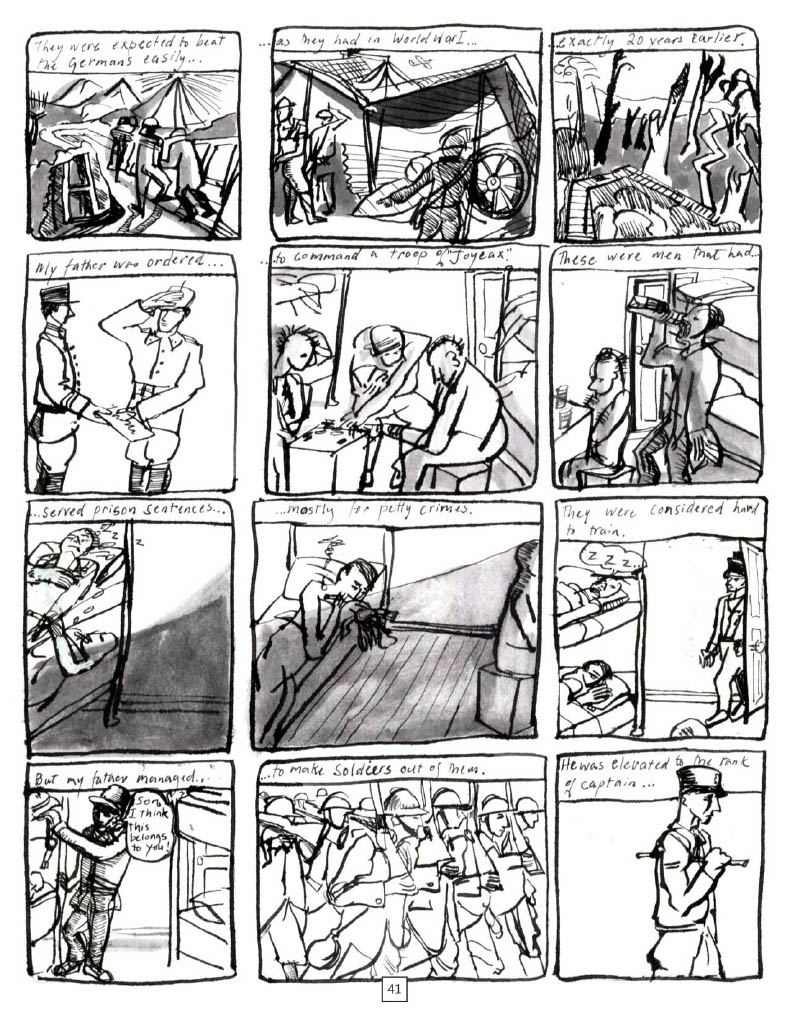 They were expected to beat
the Germans easily...
...as they had in World War I...
...exactly 20 years earlier.
My father was ordered...
...to command a troop of "Joyeax".
These were men that had...
...served prison sentences...
...mostly for petty crimes.
They were considered hard
to train.
zz
z
z z z..
But my father managed...
Son,
I think
this
belongs
to you!
...to make soldiers out of them.
He was elevated to the rank
of captain...
41